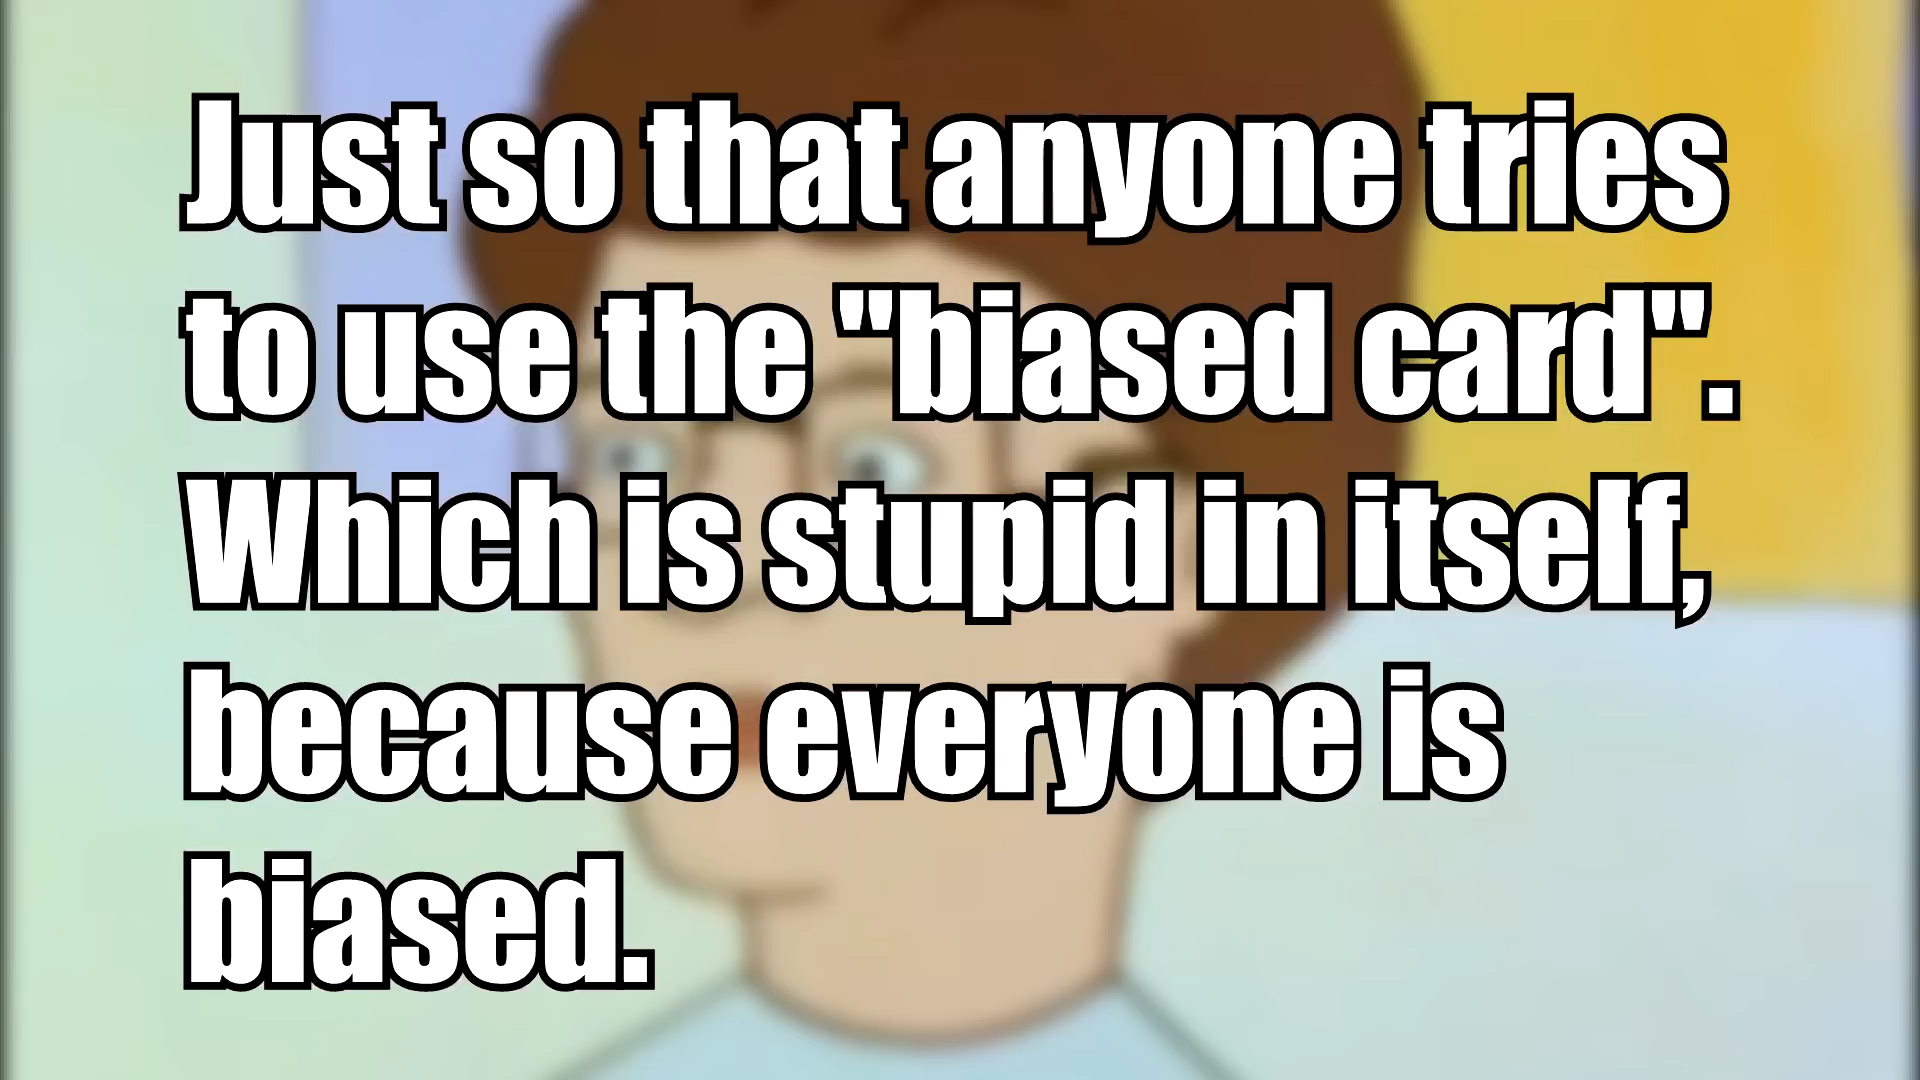 Just so that anyone tries
to use the "biased card".
Which is stupid in itself,
because everyone is
biased.